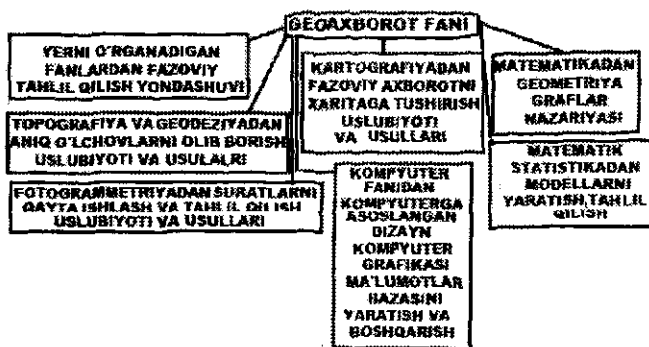 GEOAXBOROT FANI
YERNI O'RGANADIGAN
FANLARDAN FAZOVIY
TAHLIL QILISH YONDASHUVI
TOPOGRAFIYA VA GEODEZIYADAN
ANIQ O'LCHOVLARNI OLIB BORISH
USLUBIYOTI VA USULALRI
FOTOGRAMMETRIYADAN SURATLARNI
QAYTA ISHLASH VA TAHLIL QILISH
USLUBIYOTI VA USULLARI
KARTOGRAFIYADAN
FAZOVIY AXBOROTNI
XARITAGA TUSHIRISH
USLUBIYOTI
VA USULLARI
KOMPYUTER
FANIDAN
KOMPYUTERGA
ASOSLANGAN
DIZAYN
KOMPYUTER
GRAFIKASI
MA'LUMOTLAR
BAZASINI
YARATISH VA
BOSHQARISH
MATEMATIKADAN
GEOMETRIYA
GRAFLAR
NAZARIYASI
MATEMATIK
STATISTIKADAN
MODELLARNI
YARATISH,TAHLIL
QILISH